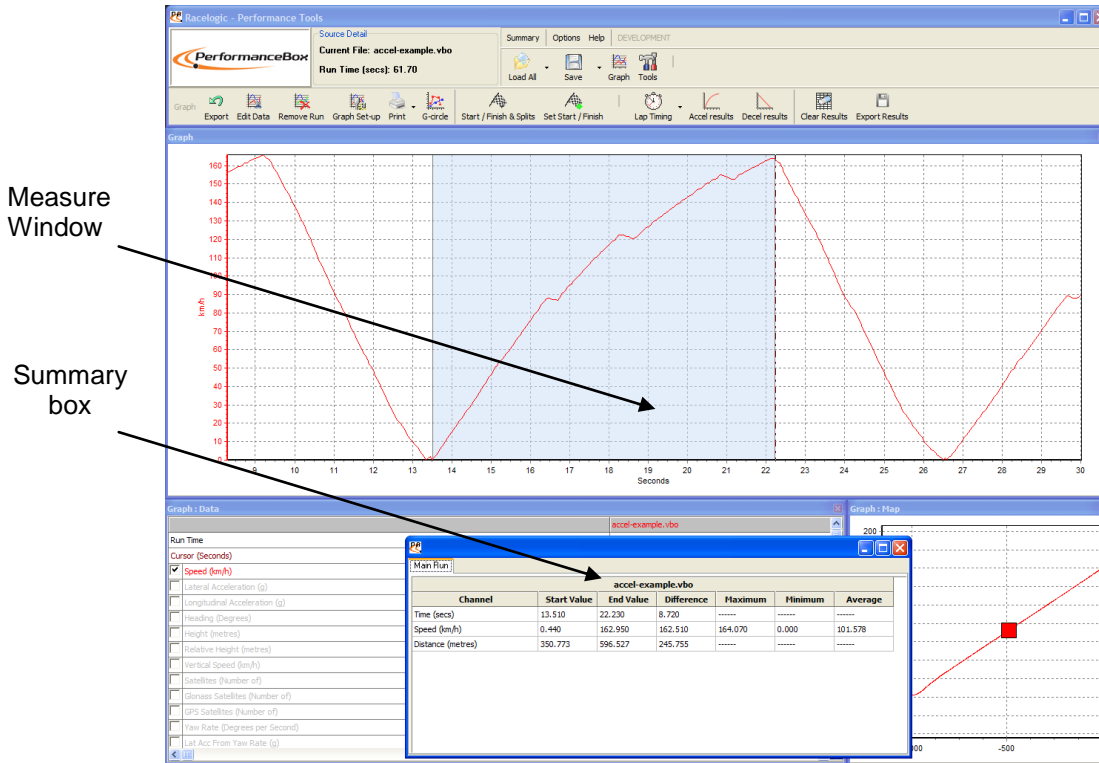 Racelogic - Performance Tools
PerformanceBox
Source Detail
Current File: accel-example.vbo
Run Time (secs): 61.70
Summary Options Help DEVELOPMENT
Load All Save Graph Tools
Graph Export Edit Data Remove Run Graph Set-up Print G-circle Start / Finish & Splits Set Start / Finish Lap Timing Accel results Decel results Clear Results Export Results
Graph
Measure
Window
Summary
box
160
150
140
130
120
110
100
90
80
70
60
50
40
30
20
10
0
km/h
9 10 11 12 13 14 15 16 17 18 19 20 21 22 23 24 25 26 27 28 29 30
Seconds
Graph : Data
accel-example.vbo
Run Time
Cursor (Seconds)
Speed (km/h)
Lateral Acceleration (g)
Longitudinal Acceleration (g)
Heading (Degrees)
Height (metres)
Relative Height (metres)
Vertical Speed (km/h)
Satellites (Number of)
Glonass Satellites (Number of)
GPS Satellites (Number of)
Yaw Rate (Degrees per Second)
Lat Acc From Yaw Rate (g)
Main Run
accel-example.vbo
Channel Start Value End Value Difference Maximum Minimum Average
Time (secs) 13.510 22.230 8.720 ------ ------ ------
Speed (km/h) 0.440 162.950 162.510 164.070 0.000 101.578
Distance (metres) 350.773 596.527 245.755 ------ ------ ------
Graph : Map
200
-500